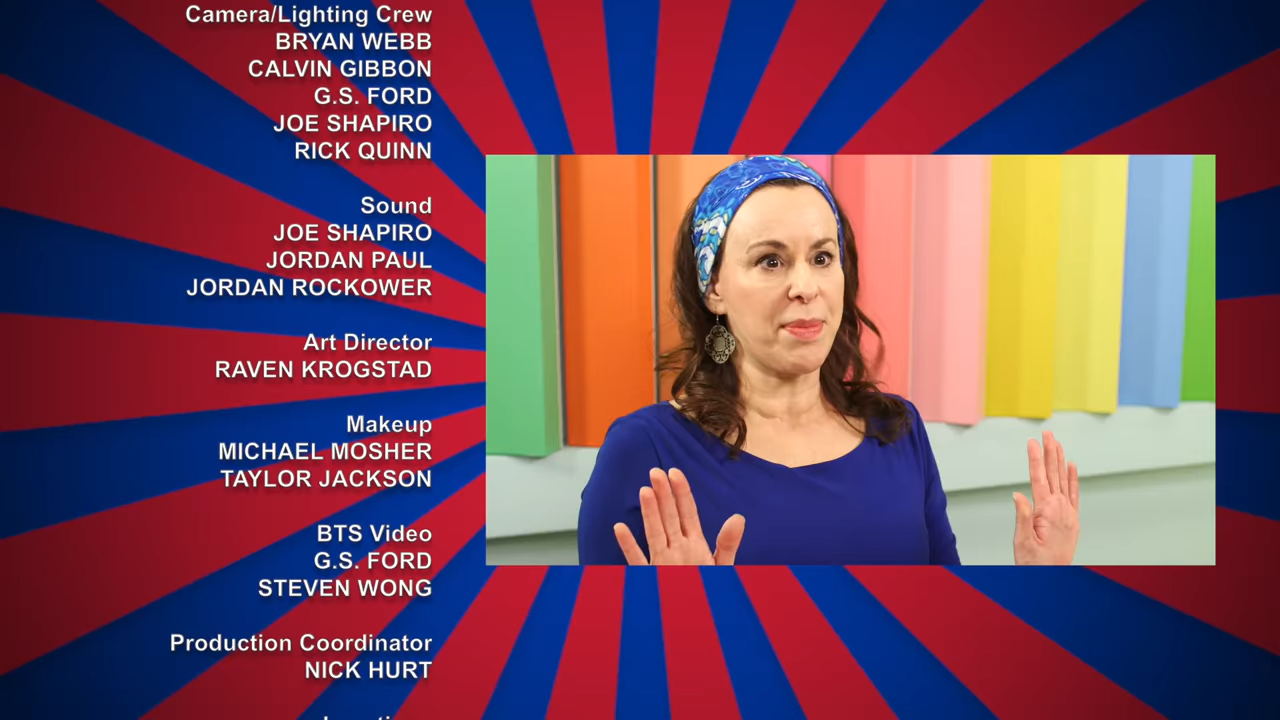 Camera/Lighting Crew
BRYAN WEBB
CALVIN GIBBON
G.S. FORD
JOE SHAPIRO
RICK QUINN
Sound
JOE SHAPIRO
JORDAN PAUL
JORDAN ROCKOWER
Art Director
RAVEN KROGSTAD
Makeup
MICHAEL MOSHER
TAYLOR JACKSON
BTS Video
G.S. FORD
STEVEN WONG
Production Coordinator
NICK HURT